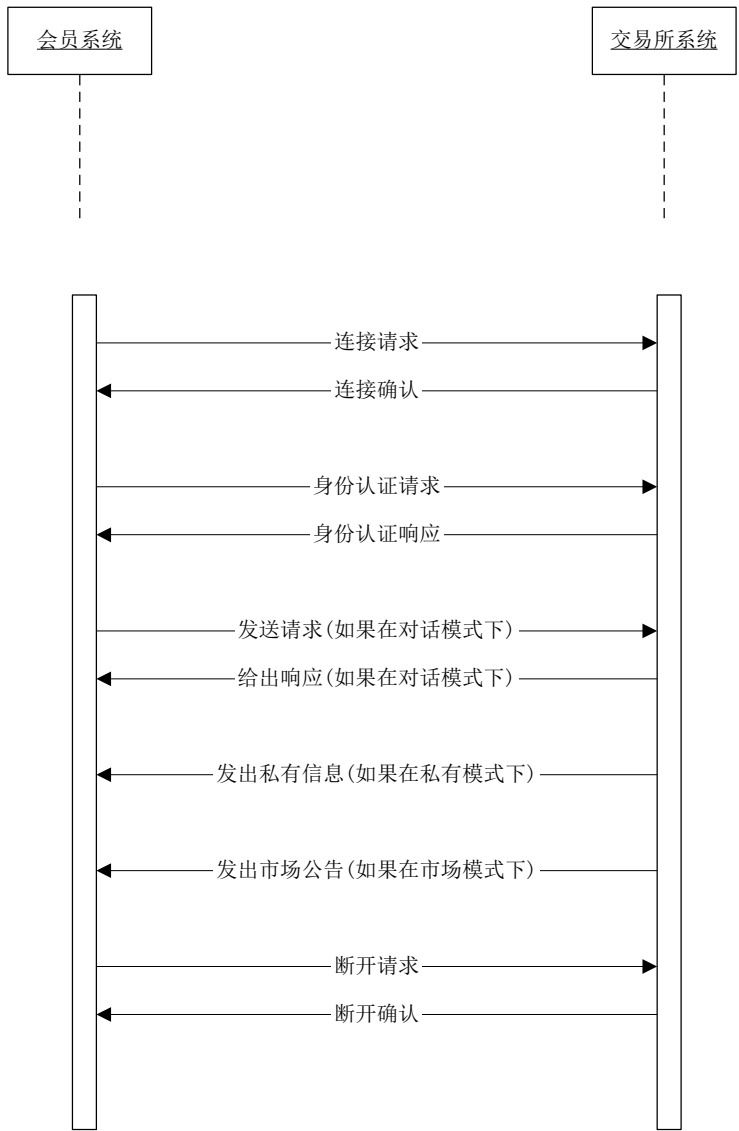 会员系统
交易所系统
连接请求
连接确认
身份认证请求
身份认证响应
发送请求(如果在对话模式下)
给出响应(如果在对话模式下)
发出私有信息(如果在私有模式下)
发出市场公告(如果在市场模式下)
断开请求
断开确认